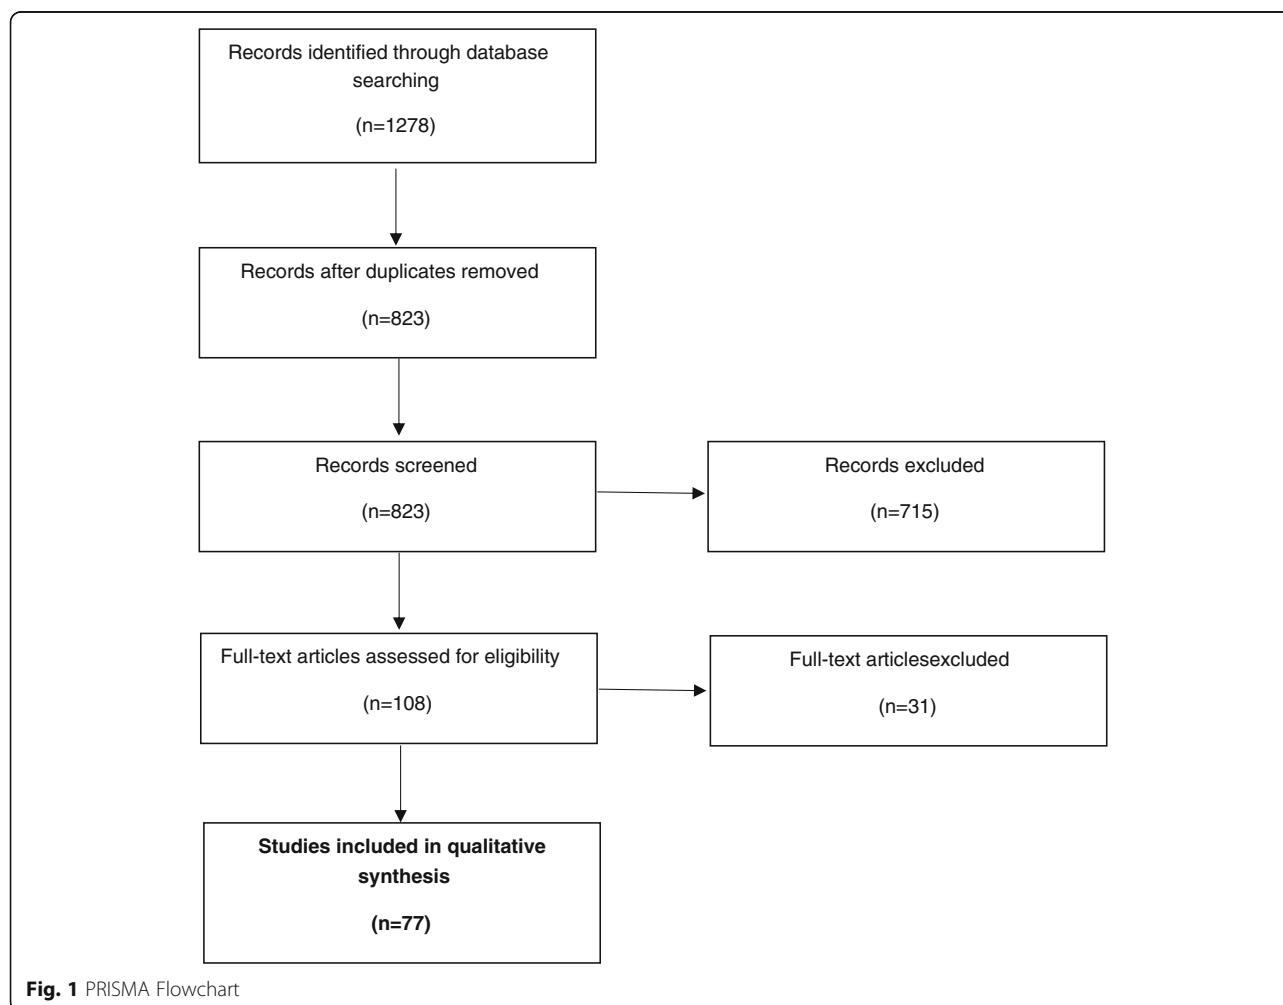 Records identified through database
searching
(n=1278)
Records after duplicates removed
(n=823)
Records screened
(n=823)
Records excluded
(n=715)
Full-text articles assessed for eligibility
(n=108)
Full-text articlesexcluded
(n=31)
Studies included in qualitative
synthesis
(n=77)
Fig. 1 PRISMA Flowchart